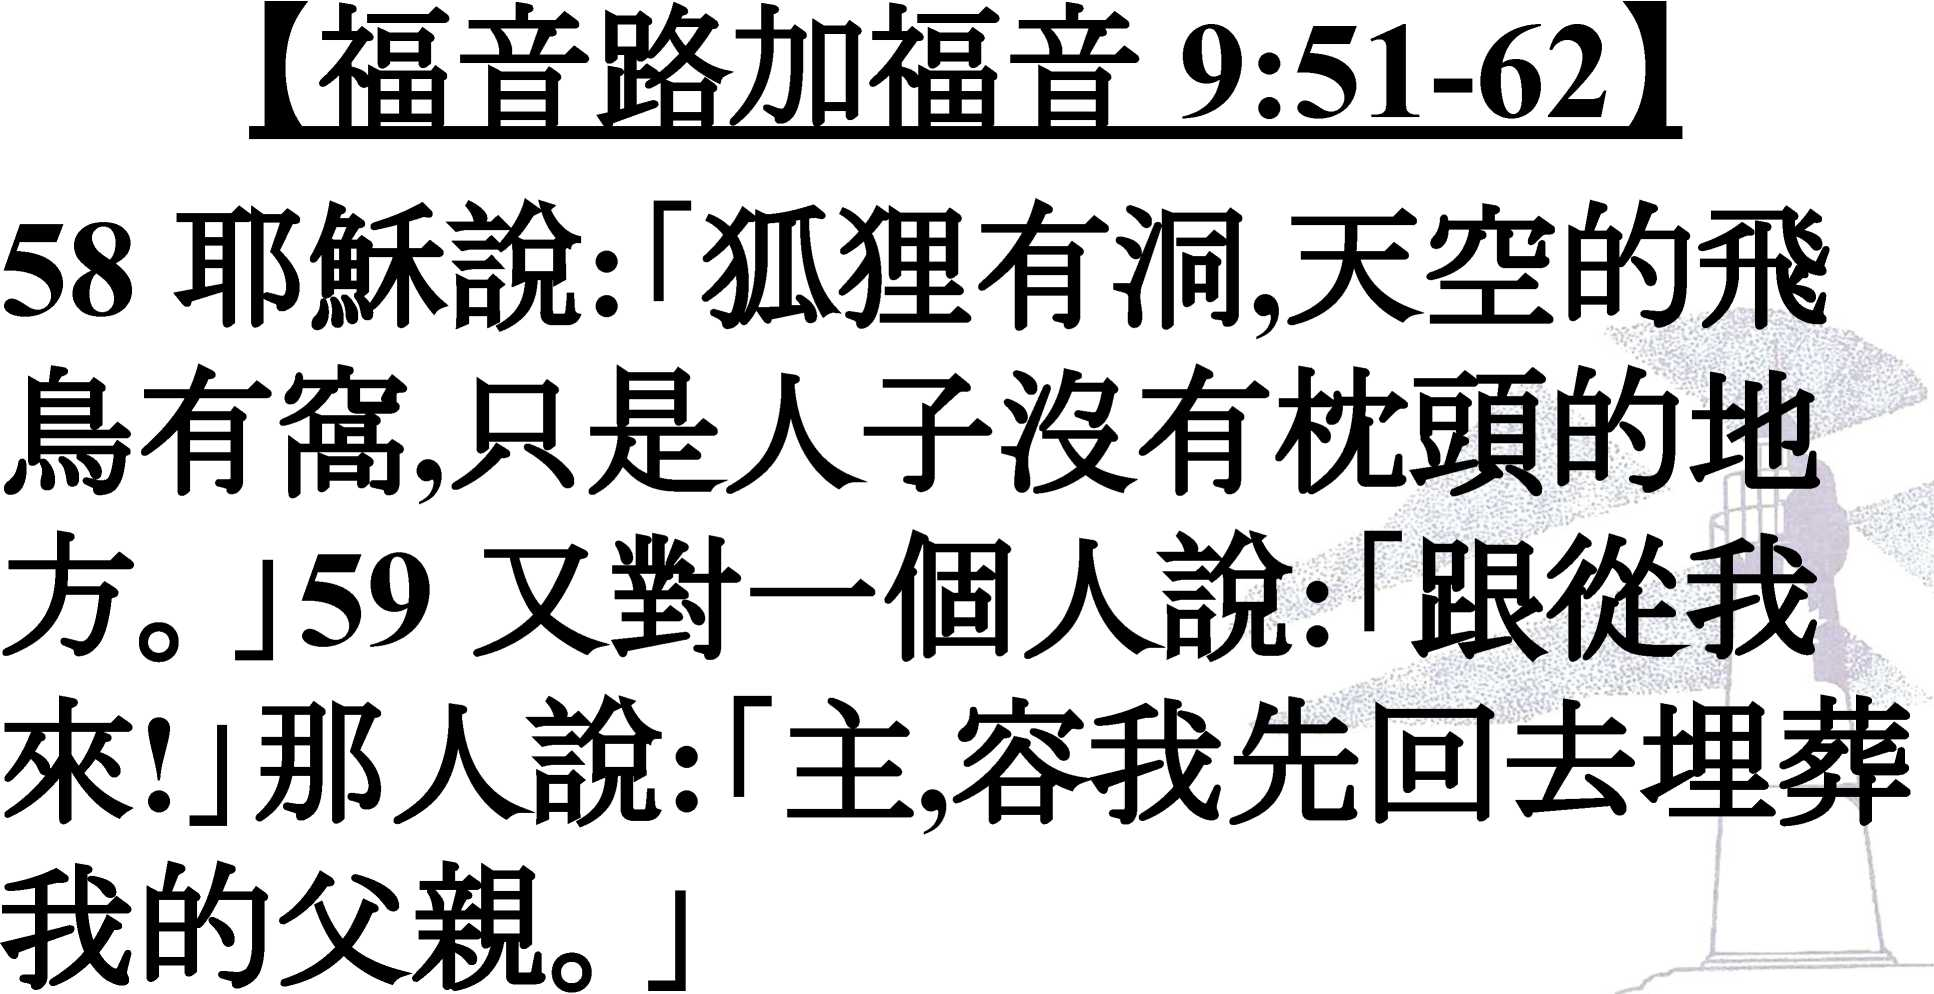 【福音路加福音 9:51-62】
58 耶穌說:「狐狸有洞,天空的飛
鳥有窩,只是人子沒有枕頭的地
方。」59 又對一個人說:「跟從我
來!」那人說:「主,容我先回去埋葬
我的父親。」